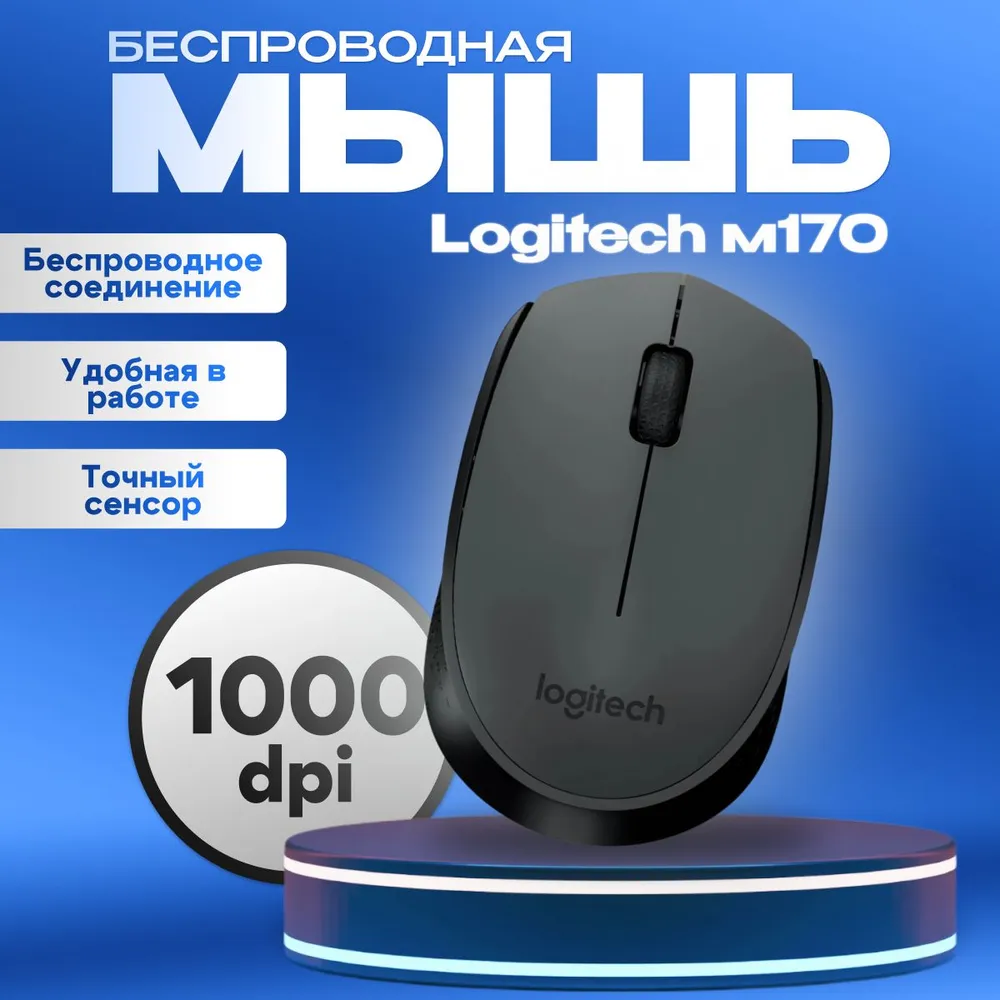 БЕСПРОВОДНАЯ
МЫШЬ
Logitech м170
Беспроводное
соединение
Удобная в
работе
Точный
сенсор
1000
dpi
logitech